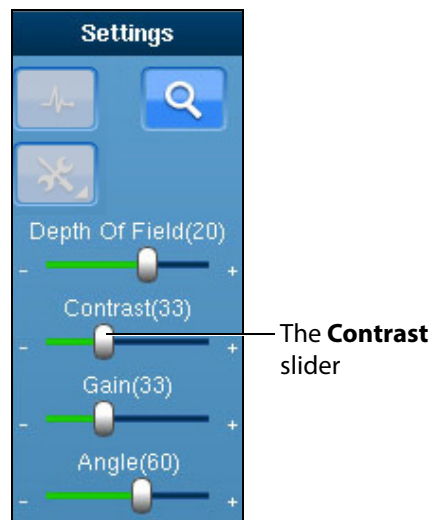 Settings
Depth Of Field(20)
- +
Contrast(33)
- +
The Contrast
slider
Gain(33)
- +
Angle(60)
- +